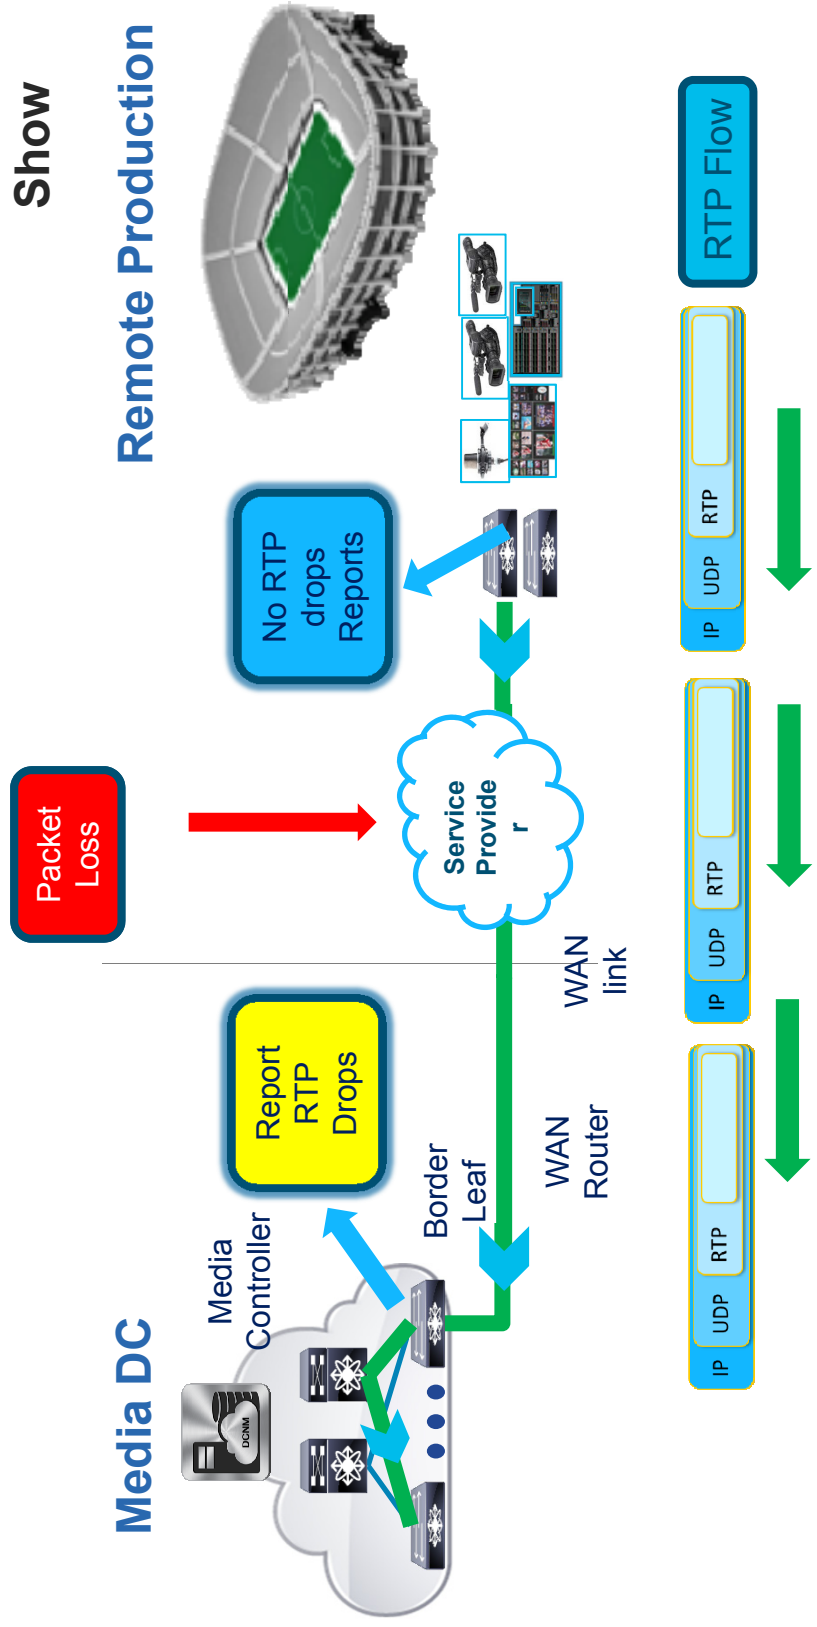 Show
Media DC
Remote Production
Packet
Loss
Report
RTP
Drops
No RTP
drops
Reports
Media
Controller
DCNM
Border
Leaf
Service
Provide
r
WAN
Router
WAN
link
IP
UDP
RTP
IP
UDP
RTP
IP
UDP
RTP
RTP Flow